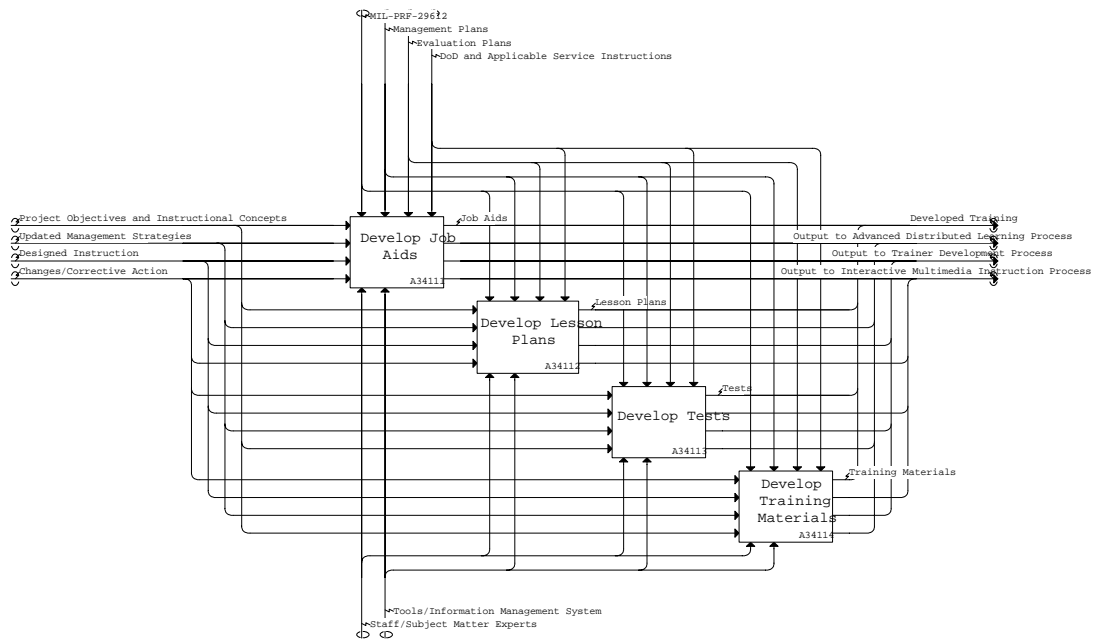 MIL-PRF-29612
Management Plans
Evaluation Plans
DoD and Applicable Service Instructions
Project Objectives and Instructional Concepts
Updated Management Strategies
Designed Instruction
Changes/Corrective Action
Develop Job
Aids
A34111
Job Aids
Developed Training
Output to Advanced Distributed Learning Process
Output to Trainer Development Process
Output to Interactive Multimedia Instruction Process
Lesson Plans
Develop Lesson
Plans
A34112
Tests
Develop Tests
A34113
Training Materials
Develop
Training
Materials
A34114
Tools/Information Management System
Staff/Subject Matter Experts